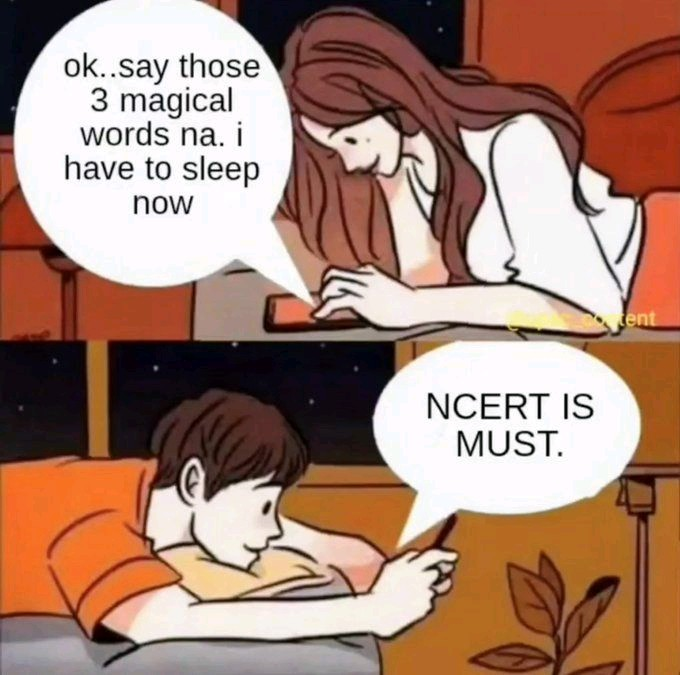 ok..say those
3 magical
words na. i
have to sleep
now
NCERT IS
MUST.